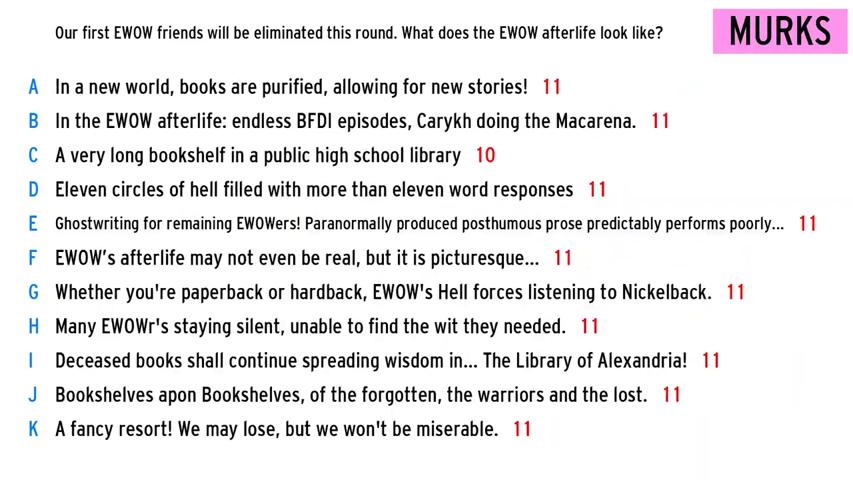 Our first EWOW friends will be eliminated this round. What does the EWOW afterlife look like?
MURKS
A In a new world, books are purified, allowing for new stories! 11
B In the EWOW afterlife: endless BFDI episodes, Carykh doing the Macarena. 11
C A very long bookshelf in a public high school library 10
D Eleven circles of hell filled with more than eleven word responses 11
E Ghostwriting for remaining EWOWers! Paranormally produced posthumous prose predictably performs poorly... 11
F EWOW's afterlife may not even be real, but it is picturesque... 11
G Whether you're paperback or hardback, EWOW's Hell forces listening to Nickelback. 11
H Many EWOWr's staying silent, unable to find the wit they needed. 11
I Deceased books shall continue spreading wisdom in... The Library of Alexandria! 11
J Bookshelves apon Bookshelves, of the forgotten, the warriors and the lost. 11
K A fancy resort! We may lose, but we won't be miserable. 11